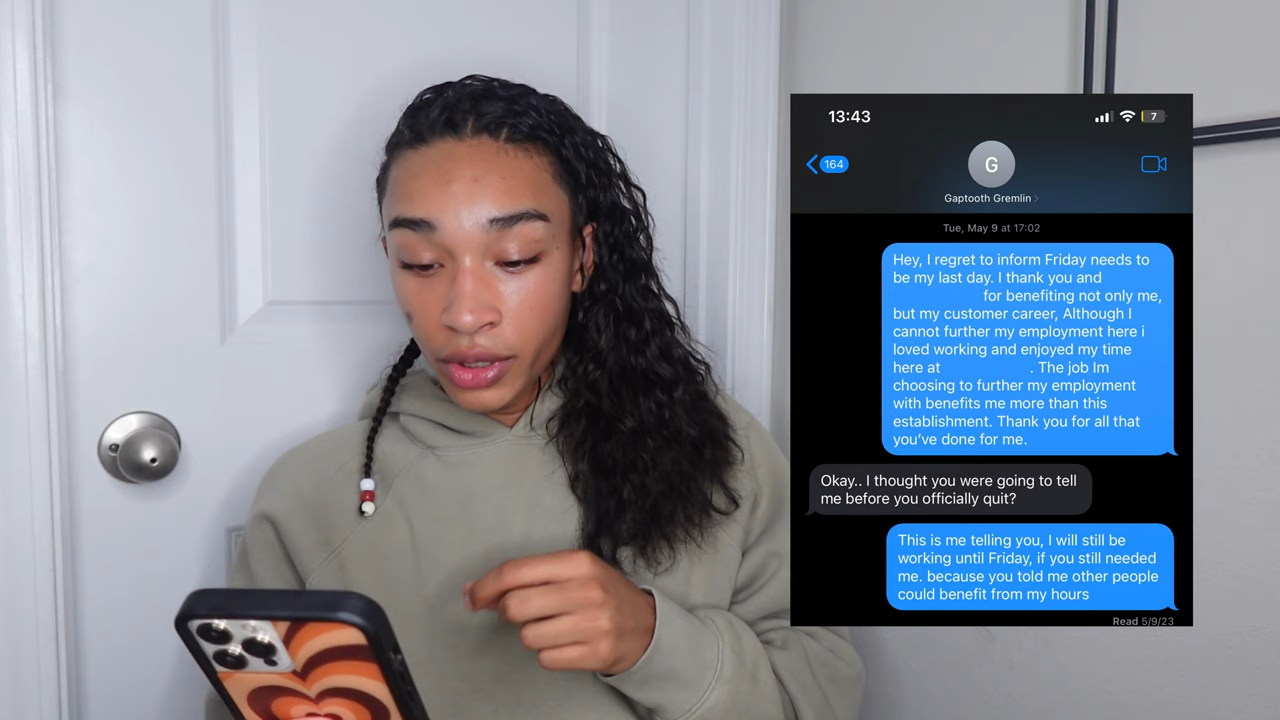 13:43
7
164
G
Gaptooth Gremlin
Tue, May 9 at 17:02
Hey, I regret to inform Friday needs to
be my last day. I thank you and
for benefiting not only me,
but my customer career, Although I
cannot further my employment here i
loved working and enjoyed my time
here at . The job Im
choosing to further my employment
with benefits me more than this
establishment. Thank you for all that
you've done for me.
Okay.. I thought you were going to tell
me before you officially quit?
This is me telling you, I will still be
working until Friday, if you still needed
me. because you told me other people
could benefit from my hours
Read 5/9/23